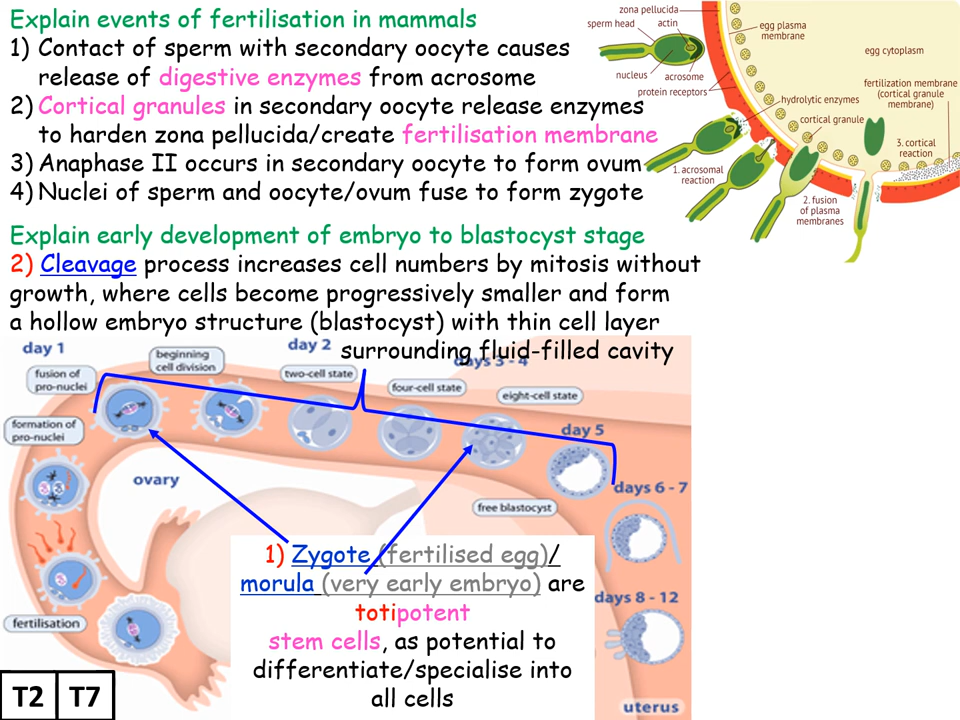 Explain events of fertilisation in mammals
1) Contact of sperm with secondary oocyte causes
release of digestive enzymes from acrosome
2) Cortical granules in secondary oocyte release enzymes
to harden zona pellucida/create fertilisation membrane
3) Anaphase II occurs in secondary oocyte to form ovum
4) Nuclei of sperm and oocyte/ovum fuse to form zygote
zona pellucida
sperm head
actin
egg plasma
membrane
egg cytoplasm
nucleus
acrosome
protein receptors
fertilization membrane
(cortical granule
membrane)
hydrolytic enzymes
cortical granule
3. cortical
reaction
1. acrosomal
reaction
2. fusion
of plasma
membranes
Explain early development of embryo to blastocyst stage
2) Cleavage process increases cell numbers by mitosis without
growth, where cells become progressively smaller and form
a hollow embryo structure (blastocyst) with thin cell layer
surrounding fluid-filled cavity
day 1
beginning
cell division
day 2
days 3 - 4
fusion of
pro-nuclei
two-cell state
four-cell state
eight-cell state
formation of
pro-nuclei
day 5
ovary
days 6 - 7
free blastocyst
1) Zygote (fertilised egg)/
morula (very early embryo) are
totipotent
stem cells, as potential to
differentiate/specialise into
all cells
days 8 - 12
fertilisation
uterus
T2 T7